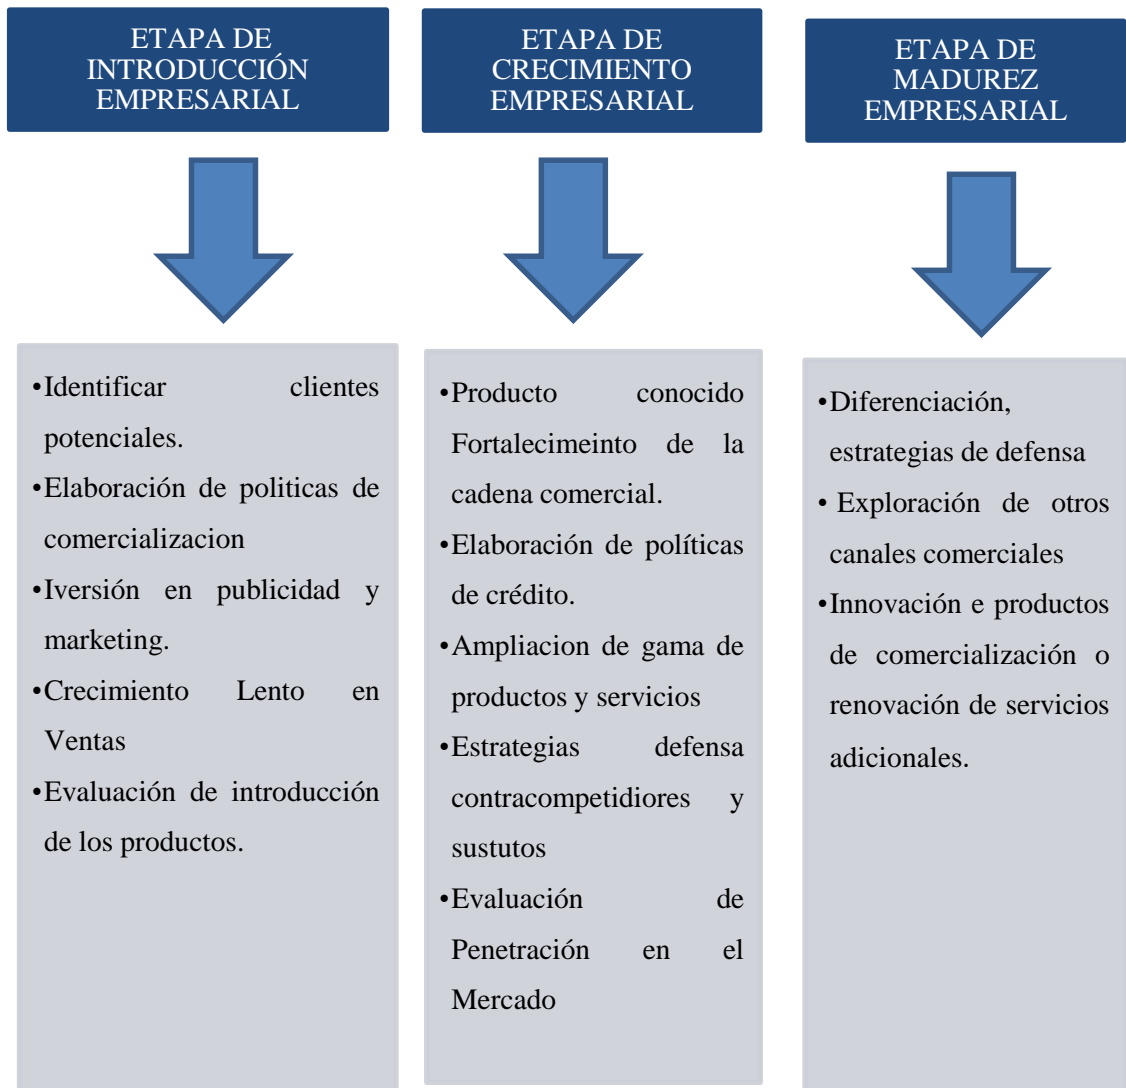 ETAPA DE
INTRODUCCIÓN
EMPRESARIAL
•Identificar clientes
potenciales.
•Elaboración de politicas de
comercializacion
•Iversión en publicidad y
marketing.
•Crecimiento Lento en
Ventas
•Evaluación de introducción
de los productos.
ETAPA DE
CRECIMIENTO
EMPRESARIAL
•Producto conocido
Fortalecimeinto de la
cadena comercial.
•Elaboración de políticas
de crédito.
•Ampliacion de gama de
productos y servicios
•Estrategias defensa
contracompetidiores y
sustutos
•Evaluación de
Penetración en el
Mercado
ETAPA DE
MADUREZ
EMPRESARIAL
•Diferenciación,
estrategias de defensa
• Exploración de otros
canales comerciales
•Innovación e productos
de comercialización o
renovación de servicios
adicionales.